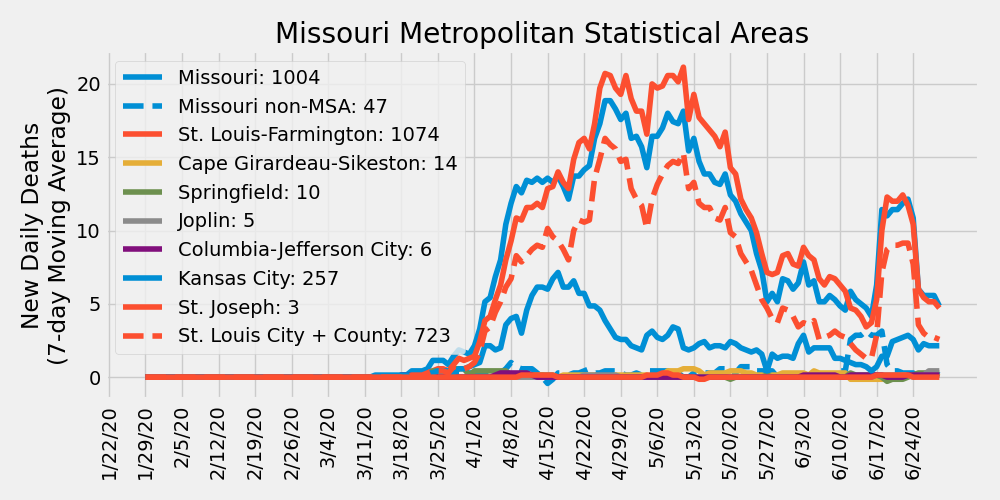 Missouri Metropolitan Statistical Areas
New Daily Deaths
(7-day Moving Average)
20
15
10
5
0
Missouri: 1004
Missouri non-MSA: 47
St. Louis-Farmington: 1074
Cape Girardeau-Sikeston: 14
Springfield: 10
Joplin: 5
Columbia-Jefferson City: 6
Kansas City: 257
St. Joseph: 3
St. Louis City + County: 723
1/22/20
1/29/20
2/5/20
2/12/20
2/19/20
2/26/20
3/4/20
3/11/20
3/18/20
3/25/20
4/1/20
4/8/20
4/15/20
4/22/20
4/29/20
5/6/20
5/13/20
5/20/20
5/27/20
6/3/20
6/10/20
6/17/20
6/24/20